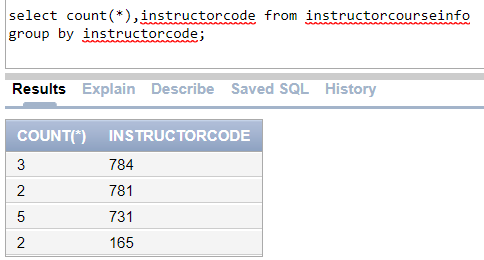 select count(*),instructorcode from instructorcourseinfo
group by instructorcode;
Results Explain Describe Saved SQL History
COUNT(*) INSTRUCTORCODE
3 784
2 781
5 731
2 165